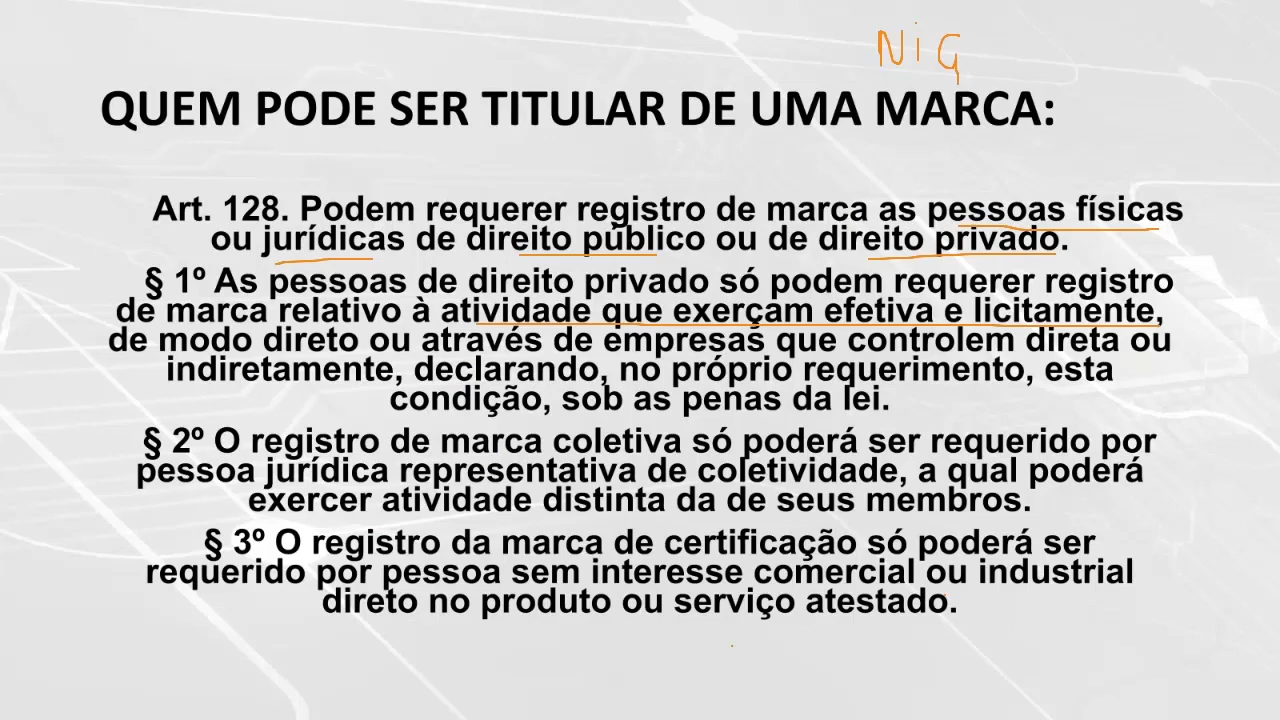 NiG
QUEM PODE SER TITULAR DE UMA MARCA:
Art. 128. Podem requerer registro de marca as pessoas físicas
ou jurídicas de direito público ou de direito privado.
§ 1º As pessoas de direito privado só podem requerer registro
de marca relativo à atividade que exerçam efetiva e licitamente,
de modo direto ou através de empresas que controlem direta ou
indiretamente, declarando, no próprio requerimento, esta
condição, sob as penas da lei.
§ 2º O registro de marca coletiva só poderá ser requerido por
pessoa jurídica representativa de coletividade, a qual poderá
exercer atividade distinta da de seus membros.
§ 3º O registro da marca de certificação só poderá ser
requerido por pessoa sem interesse comercial ou industrial
direto no produto ou serviço atestado.